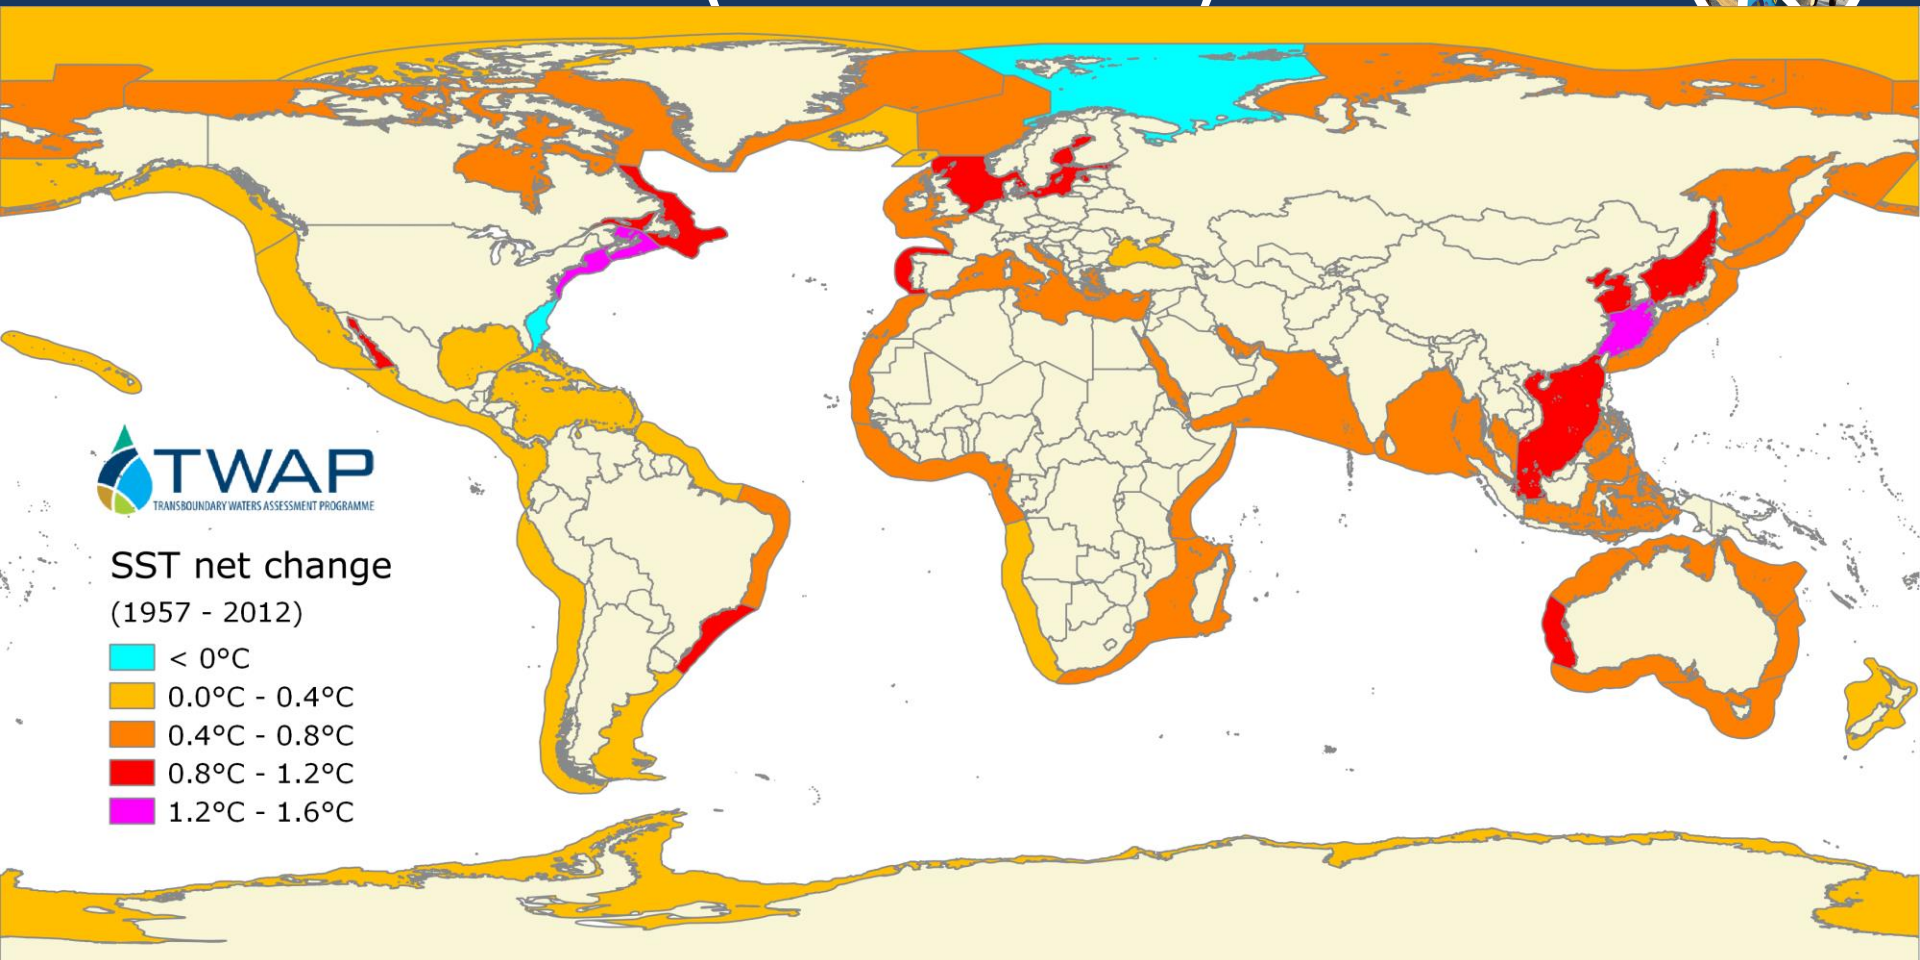 TWAP
TRANSBOUNDARY WATERS ASSESSMENT PROGRAMME
SST net change
(1957 - 2012)
< 0°C
0.0°C - 0.4°C
0.4°C - 0.8°C
0.8°C - 1.2°C
1.2°C - 1.6°C